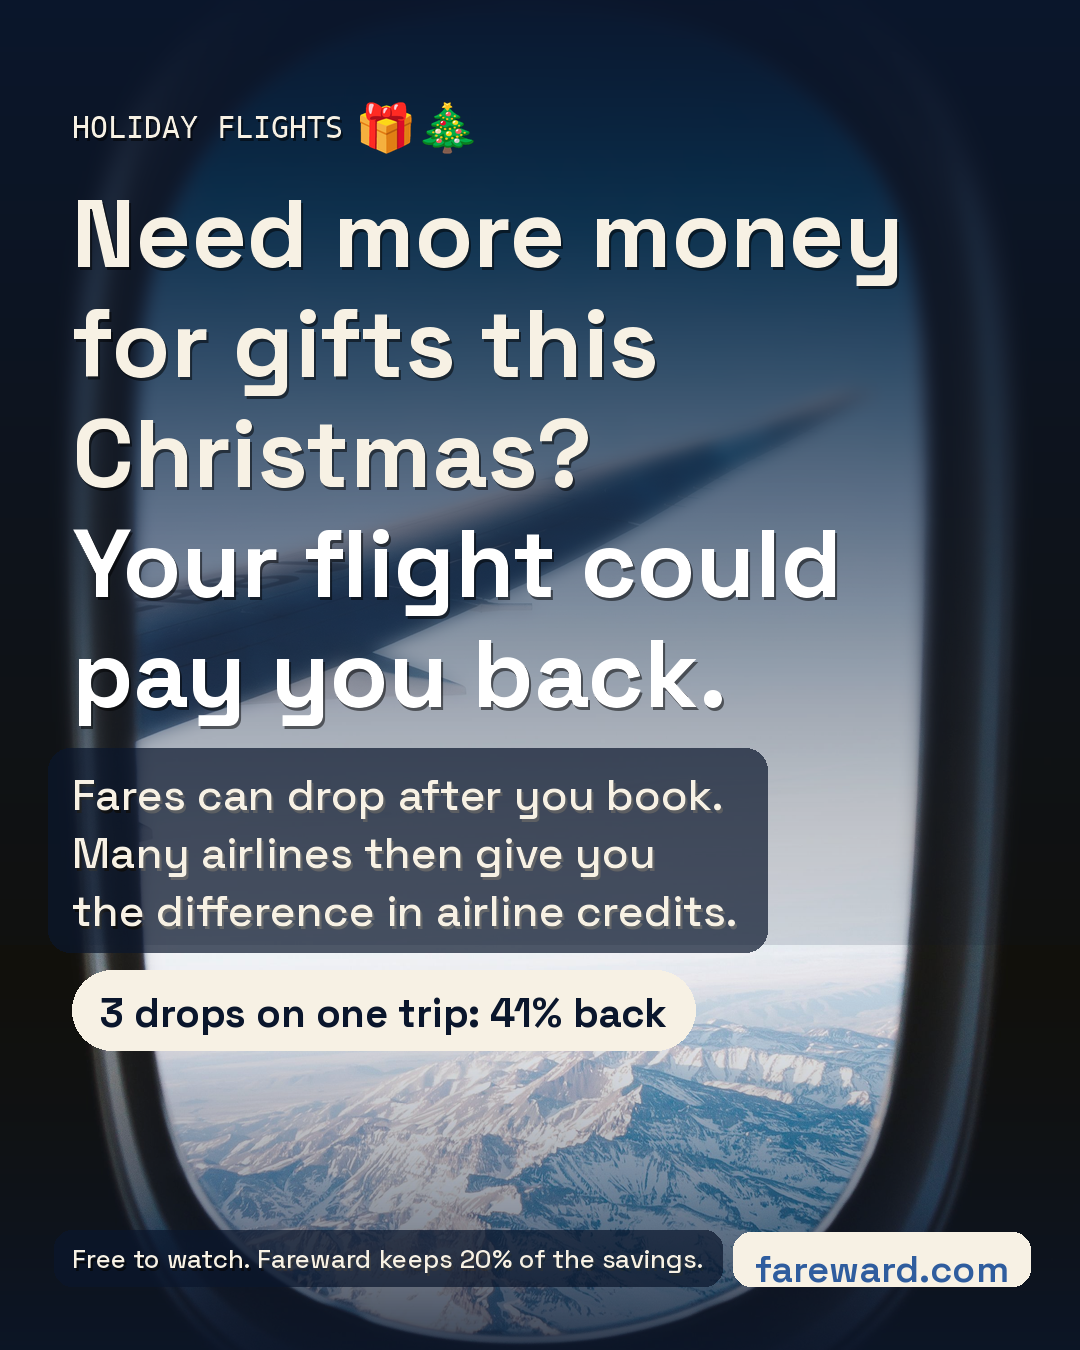 HOLIDAY FLIGHTS 🎁🎄
Need more money
for gifts this
Christmas?
Your flight could
pay you back.
Fares can drop after you book.
Many airlines then give you
the difference in airline credits.
3 drops on one trip: 41% back
Free to watch. Fareward keeps 20% of the savings.
fareward.com